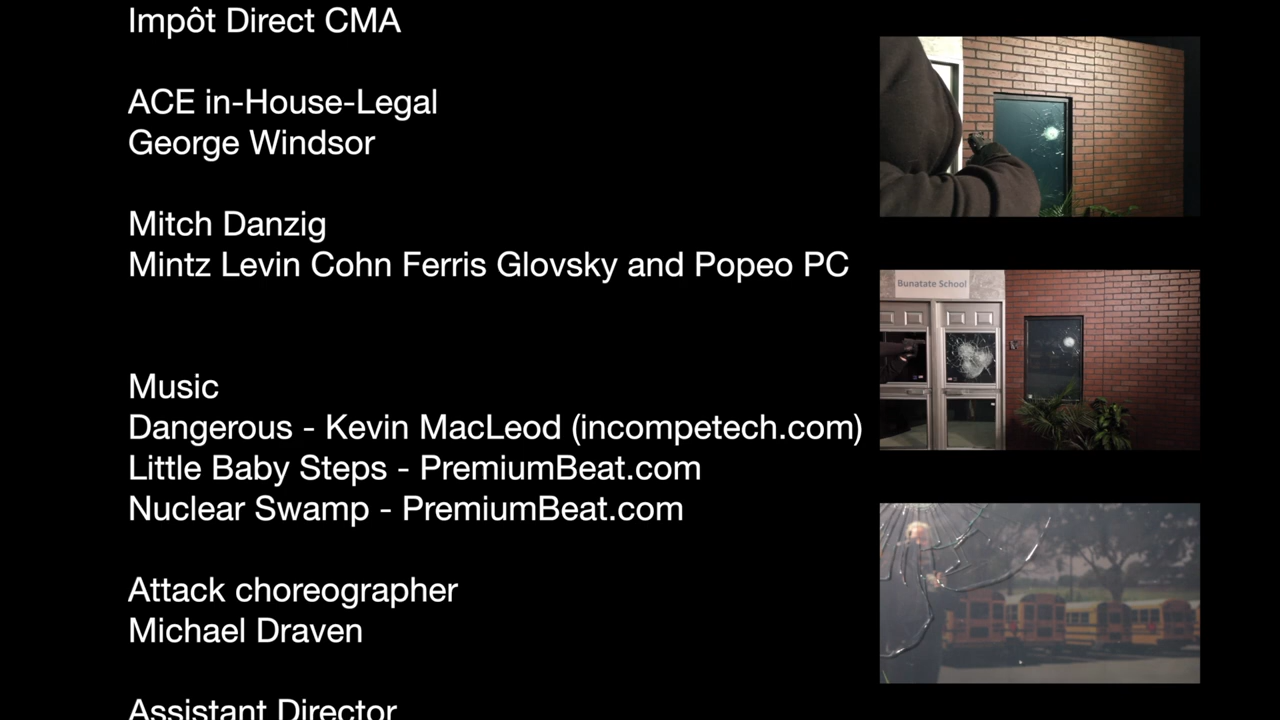 Impôt Direct CMA
ACE in-House-Legal
George Windsor
Mitch Danzig
Mintz Levin Cohn Ferris Glovsky and Popeo PC
Music
Dangerous - Kevin MacLeod (incompetech.com)
Little Baby Steps - PremiumBeat.com
Nuclear Swamp - PremiumBeat.com
Attack choreographer
Michael Draven
Assistant Director
Bunatate School